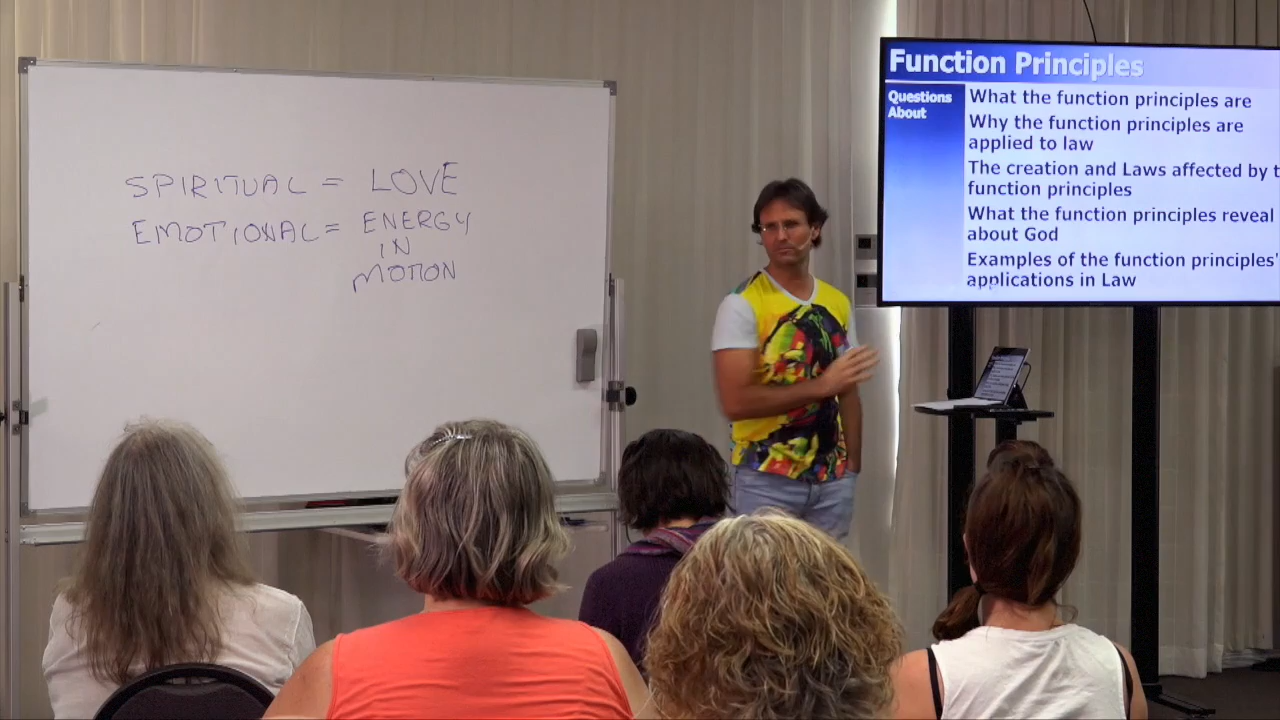 SPIRITUAL = LOVE
EMOTIONAL = ENERGY
IN
MOTION
Function Principles
Questions
About
What the function principles are
Why the function principles are
applied to law
The creation and Laws affected by t
function principles
What the function principles reveal
about God
Examples of the function principles'
applications in Law